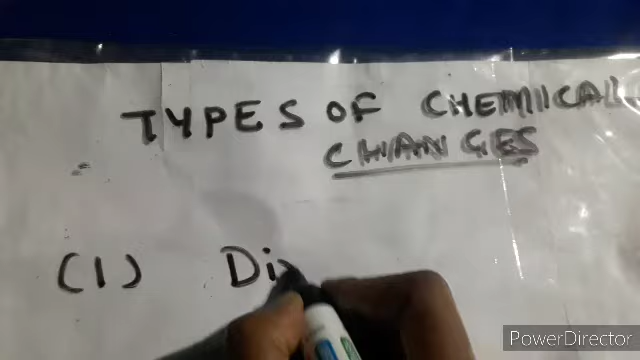 TYPES OF CHEMICAL
CHANGES
(1) Di
PowerDirector